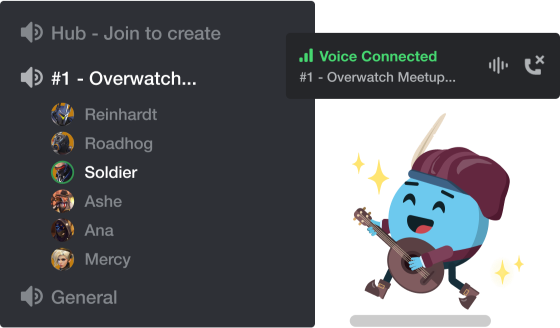 Hub - Join to create
#1 - Overwatch...
Reinhardt
Roadhog
Soldier
Ashe
Ana
Mercy
General
Voice Connected
#1 - Overwatch Meetup...